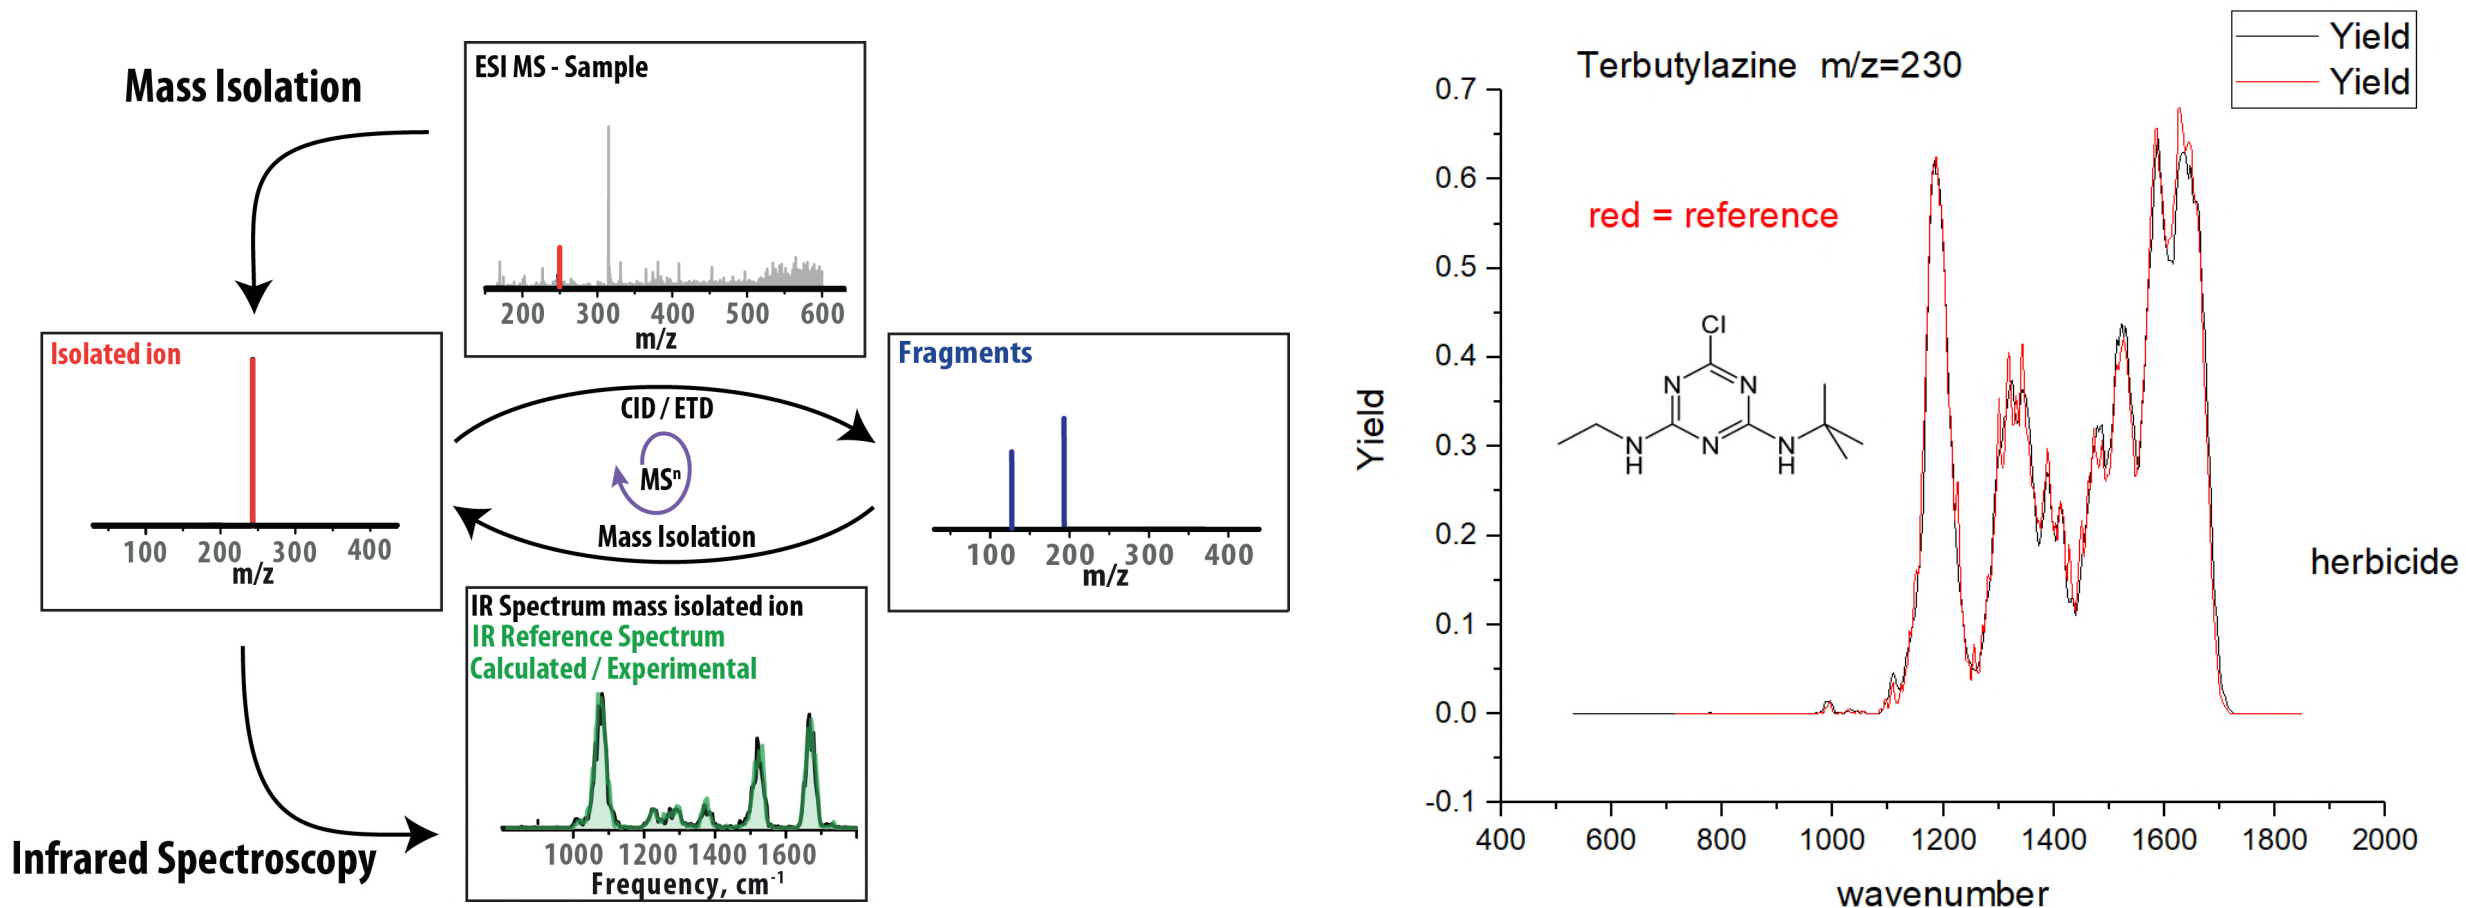 Mass Isolation
ESI MS - Sample
200 300 400 500 600
m/z
Isolated ion
100 200 300 400
m/z
CID / ETD
MSⁿ
Mass Isolation
Fragments
100 200 300 400
m/z
Infrared Spectroscopy
IR Spectrum mass isolated ion
IR Reference Spectrum
Calculated / Experimental
1000 1200 1400 1600
Frequency, cm⁻¹
Terbutylazine m/z=230
Yield
Yield
red = reference
Yield
0.7
0.6
0.5
0.4
0.3
0.2
0.1
0.0
-0.1
Cl
N
N
N
N
H
N
H
herbicide
400 600 800 1000 1200 1400 1600 1800 2000
wavenumber